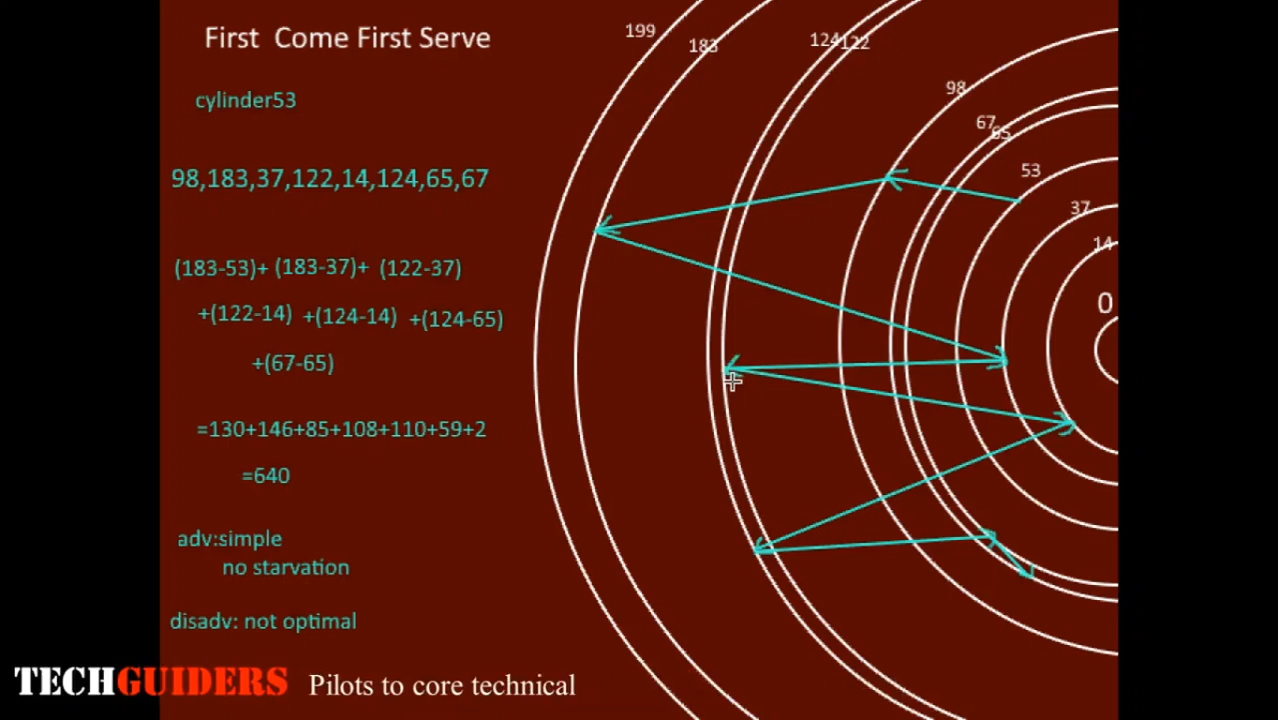 First Come First Serve
cylinder53
98,183,37,122,14,124,65,67
(183-53)+ (183-37)+ (122-37)
+(122-14) +(124-14) +(124-65)
+(67-65)
=130+146+85+108+110+59+2
=640
adv:simple
no starvation
disadv: not optimal
199
183
124
122
98
67
65
53
37
14
0
TECHGUIDERS Pilots to core technical